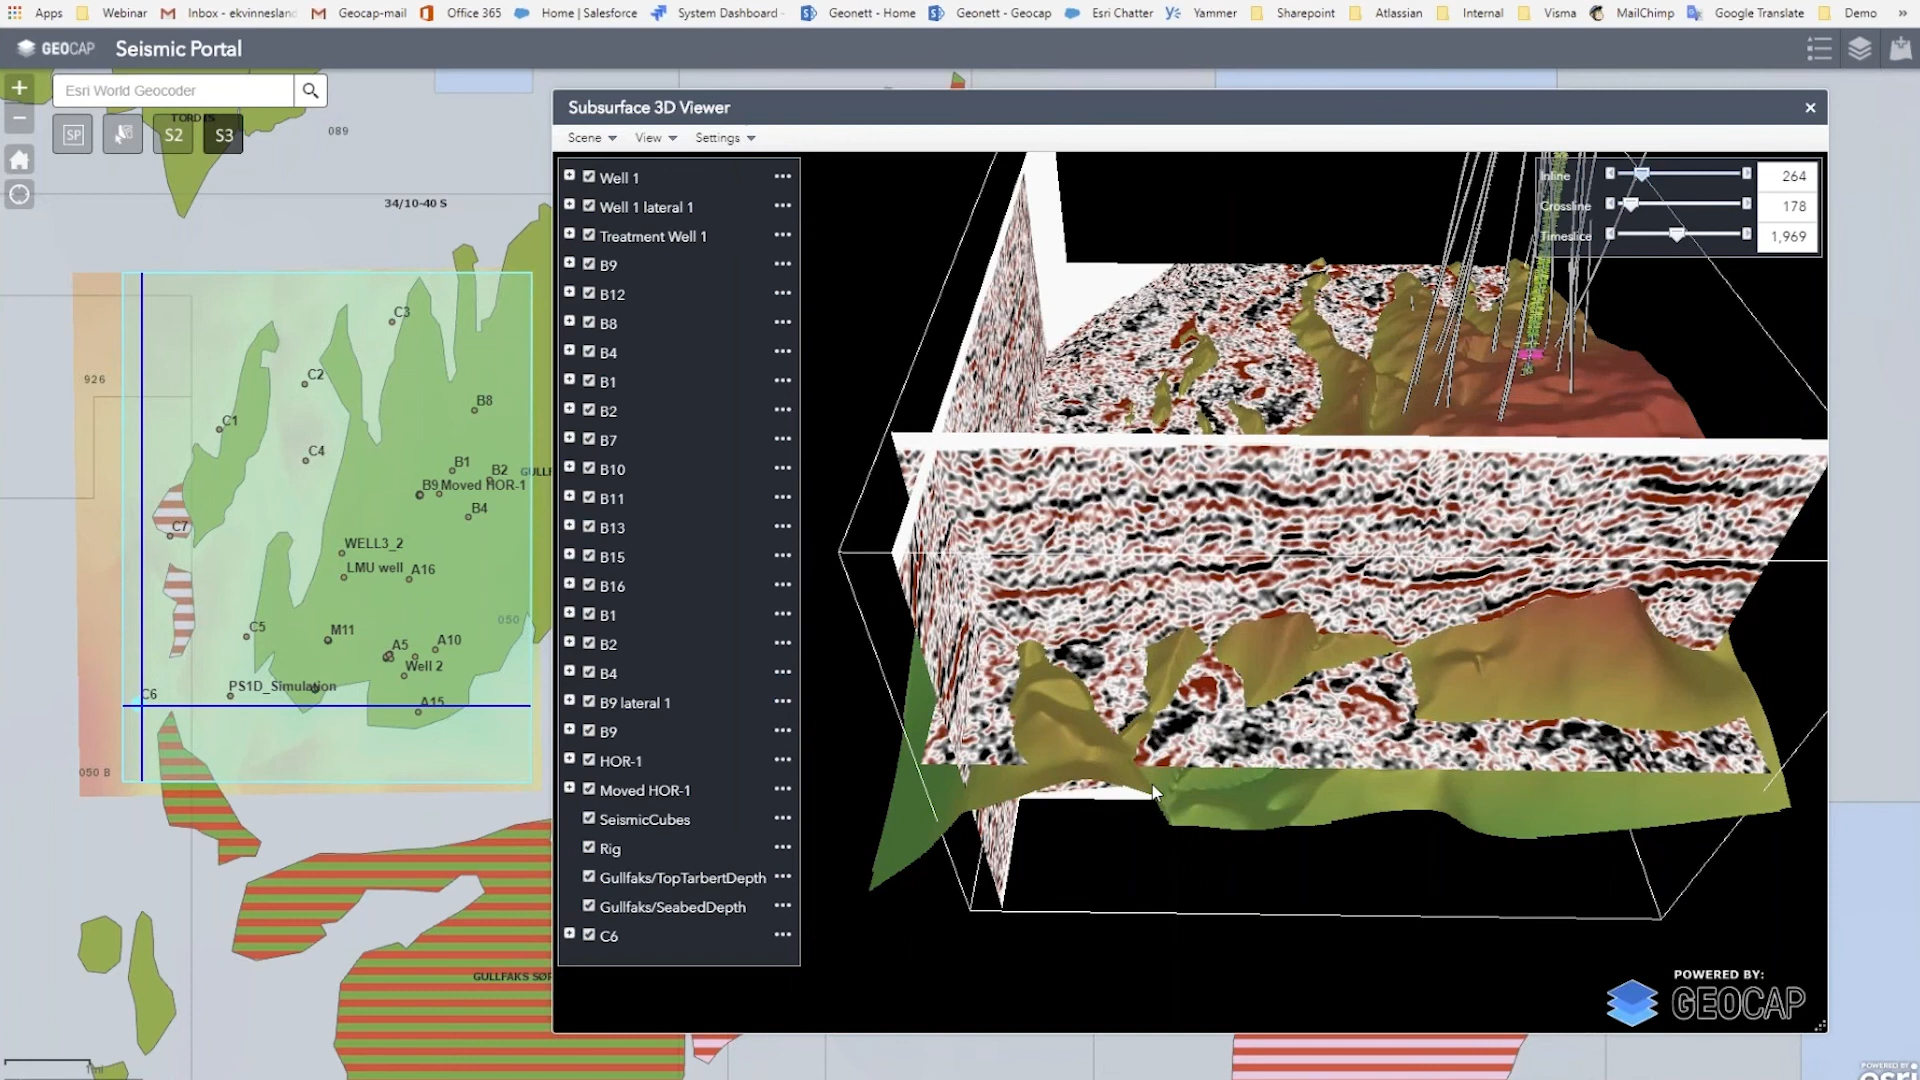 Apps Webinar Inbox - ekvinnesland Geocap-mail Office 365 Home | Salesforce System Dashboard - Geonett - Home Geonett - Geocap Esri Chatter Yammer Sharepoint Atlassian Internal Visma MailChimp Google Translate Demo »
GEOCAP Seismic Portal
Esri World Geocoder
TORDIS
SP S2 S3
089
34/10-40 S
926
C3
C2
B8
C1
C4
B1
B2
B9 Moved HOR-1
B4
C7
WELL3_2
LMU well A16
050
C5
M11
A5 A10
Well 2
PS1D_Simulation
C6
A15
050 B
Subsurface 3D Viewer
Scene View Settings
Well 1
Well 1 lateral 1
Treatment Well 1
B9
B12
B8
B4
B1
B2
B7
B10
B11
B13
B15
B16
B1
B2
B4
B9 lateral 1
B9
HOR-1
Moved HOR-1
SeismicCubes
Rig
Gullfaks/TopTarbertDepth
Gullfaks/SeabedDepth
C6
Inline 264
Crossline 178
Timeslice 1,969
POWERED BY:
GEOCAP
POWERED BY
esri